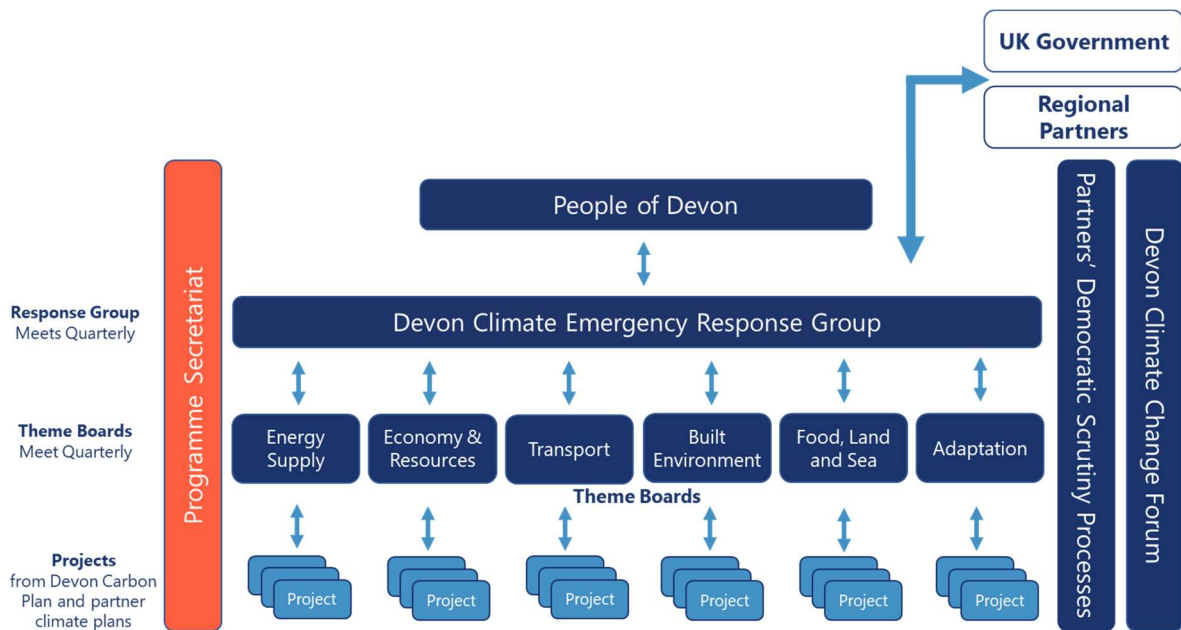 UK Government
Regional
Partners
People of Devon
Programme Secretariat
Partners’ Democratic Scrutiny Processes
Devon Climate Change Forum
Response Group
Meets Quarterly
Devon Climate Emergency Response Group
Theme Boards
Meet Quarterly
Energy
Supply
Economy &
Resources
Transport
Built
Environment
Food, Land
and Sea
Adaptation
Theme Boards
Projects
from Devon Carbon
Plan and partner
climate plans
Project
Project
Project
Project
Project
Project